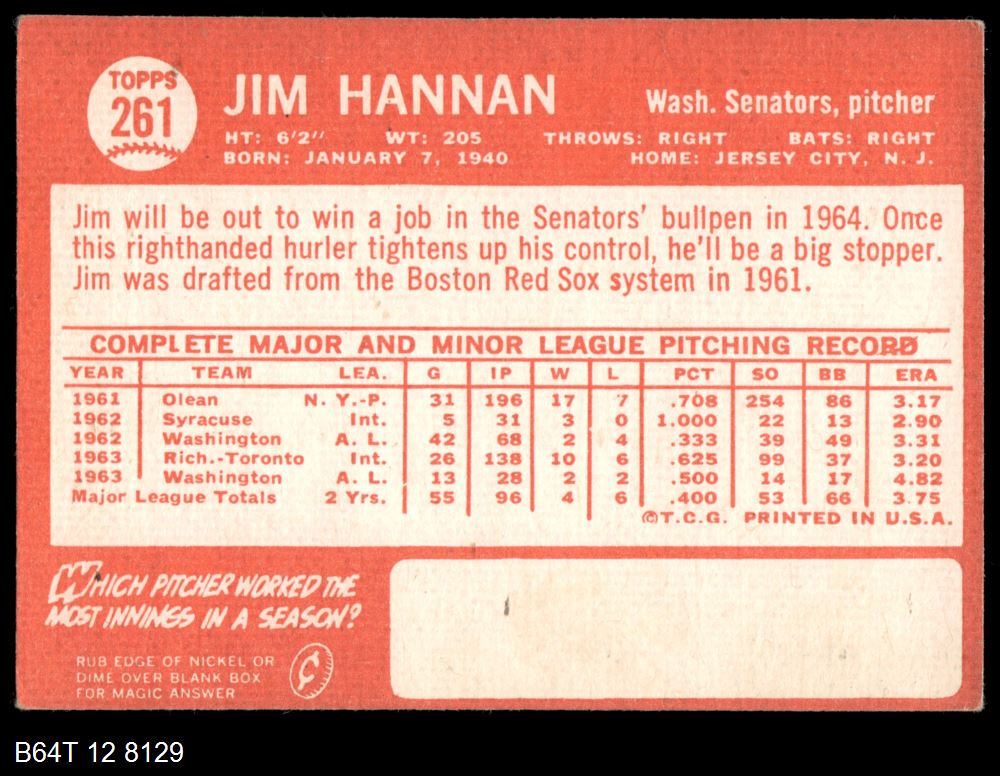 TOPPS
261
JIM HANNAN
Wash. Senators, pitcher
HT: 6'2" WT: 205 THROWS: RIGHT BATS: RIGHT
BORN: JANUARY 7, 1940 HOME: JERSEY CITY, N. J.
Jim will be out to win a job in the Senators' bullpen in 1964. Once
this righthanded hurler tightens up his control, he'll be a big stopper.
Jim was drafted from the Boston Red Sox system in 1961.
COMPLETE MAJOR AND MINOR LEAGUE PITCHING RECORD
YEAR TEAM LEA. G IP W L PCT SO BB ERA
1961 Olean N. Y.-P. 31 196 17 7 .708 254 86 3.17
1962 Syracuse Int. 5 31 3 0 1.000 22 13 2.90
1962 Washington A. L. 42 68 2 4 .333 39 49 3.31
1963 Rich.-Toronto Int. 26 138 10 6 .625 99 37 3.20
1963 Washington A. L. 13 28 2 2 .500 14 17 4.82
Major League Totals 2 Yrs. 55 96 4 6 .400 53 66 3.75
©T.C.G. PRINTED IN U.S.A.
WHICH PITCHER WORKED THE
MOST INNINGS IN A SEASON?
RUB EDGE OF NICKEL OR
DIME OVER BLANK BOX
FOR MAGIC ANSWER
¢
B64T 12 8129